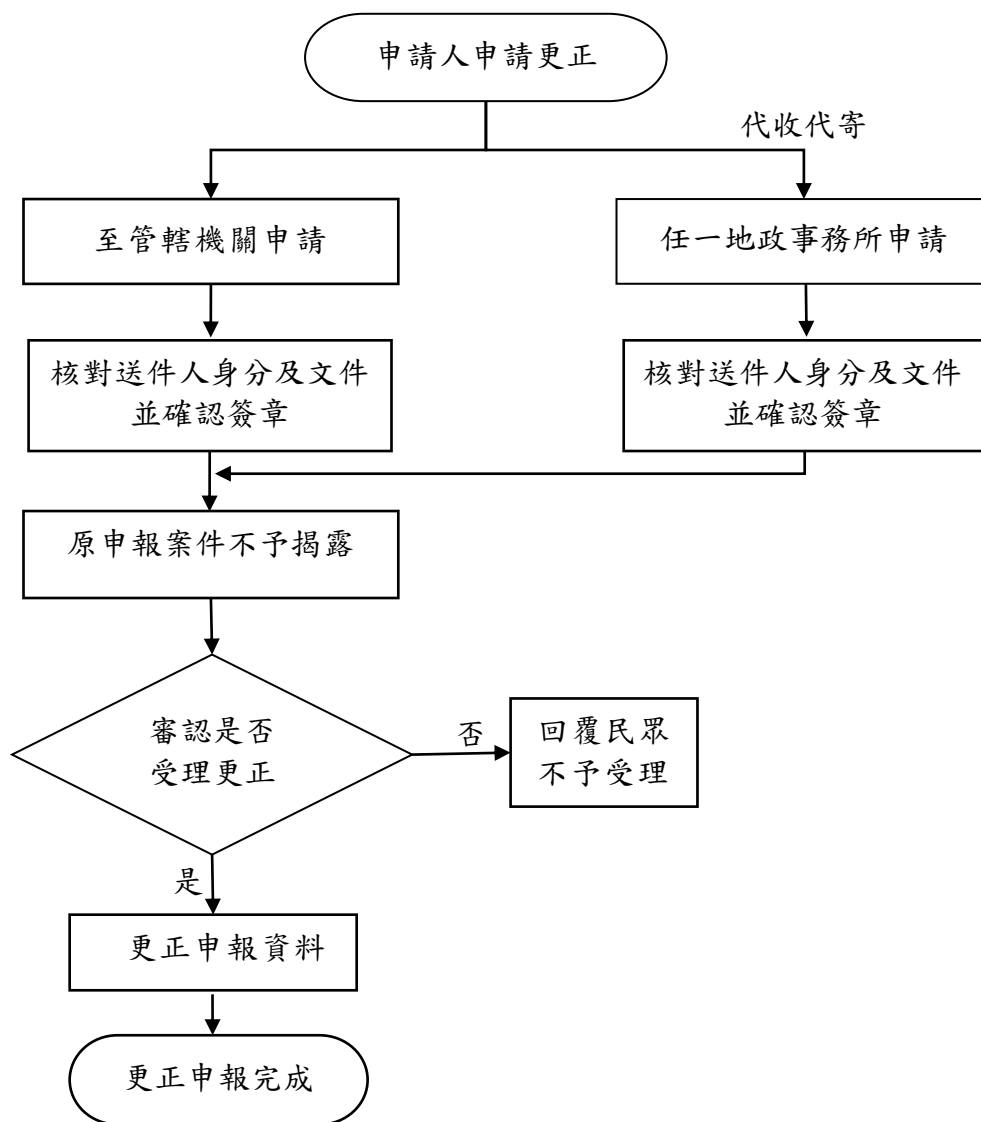 申請人申請更正
代收代寄
至管轄機關申請
任一地政事務所申請
核對送件人身分及文件
並確認簽章
核對送件人身分及文件
並確認簽章
原申報案件不予揭露
審認是否
受理更正
否
回覆民眾
不予受理
是
更正申報資料
更正申報完成